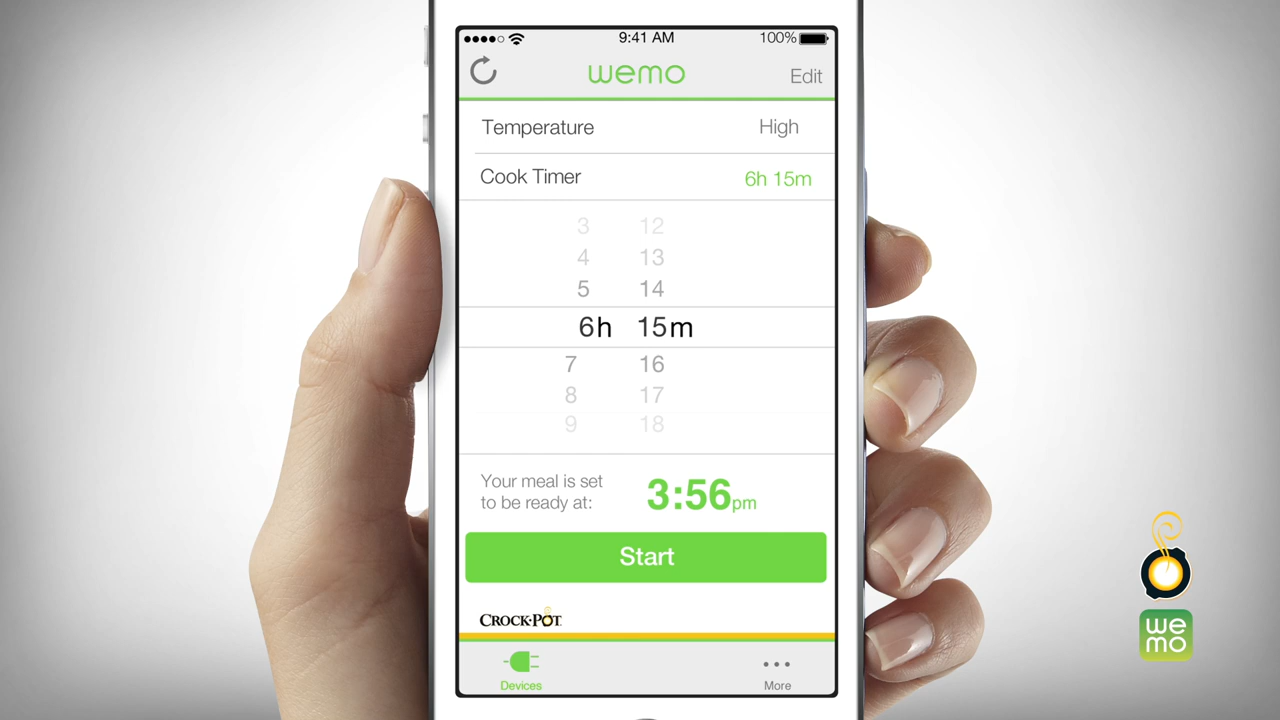 9:41 AM 100%
wemo Edit
Temperature High
Cook Timer 6h 15m
3 12
4 13
5 14
6h 15m
7 16
8 17
9 18
Your meal is set
to be ready at:
3:56pm
Start
CROCK·POT
Devices More
we
mo